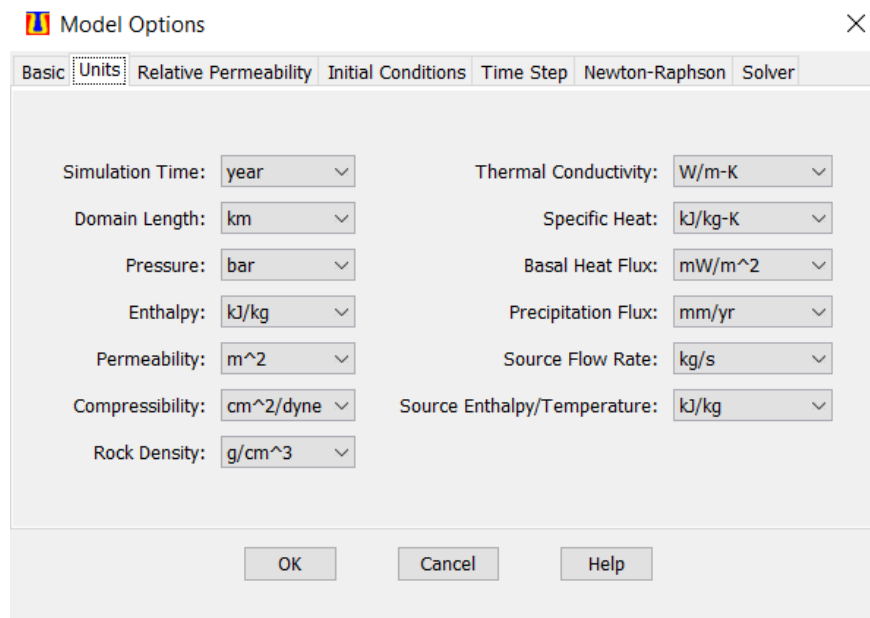 Model Options
Basic Units Relative Permeability Initial Conditions Time Step Newton-Raphson Solver
Simulation Time: year Thermal Conductivity: W/m-K
Domain Length: km Specific Heat: kJ/kg-K
Pressure: bar Basal Heat Flux: mW/m^2
Enthalpy: kJ/kg Precipitation Flux: mm/yr
Permeability: m^2 Source Flow Rate: kg/s
Compressibility: cm^2/dyne Source Enthalpy/Temperature: kJ/kg
Rock Density: g/cm^3
OK Cancel Help